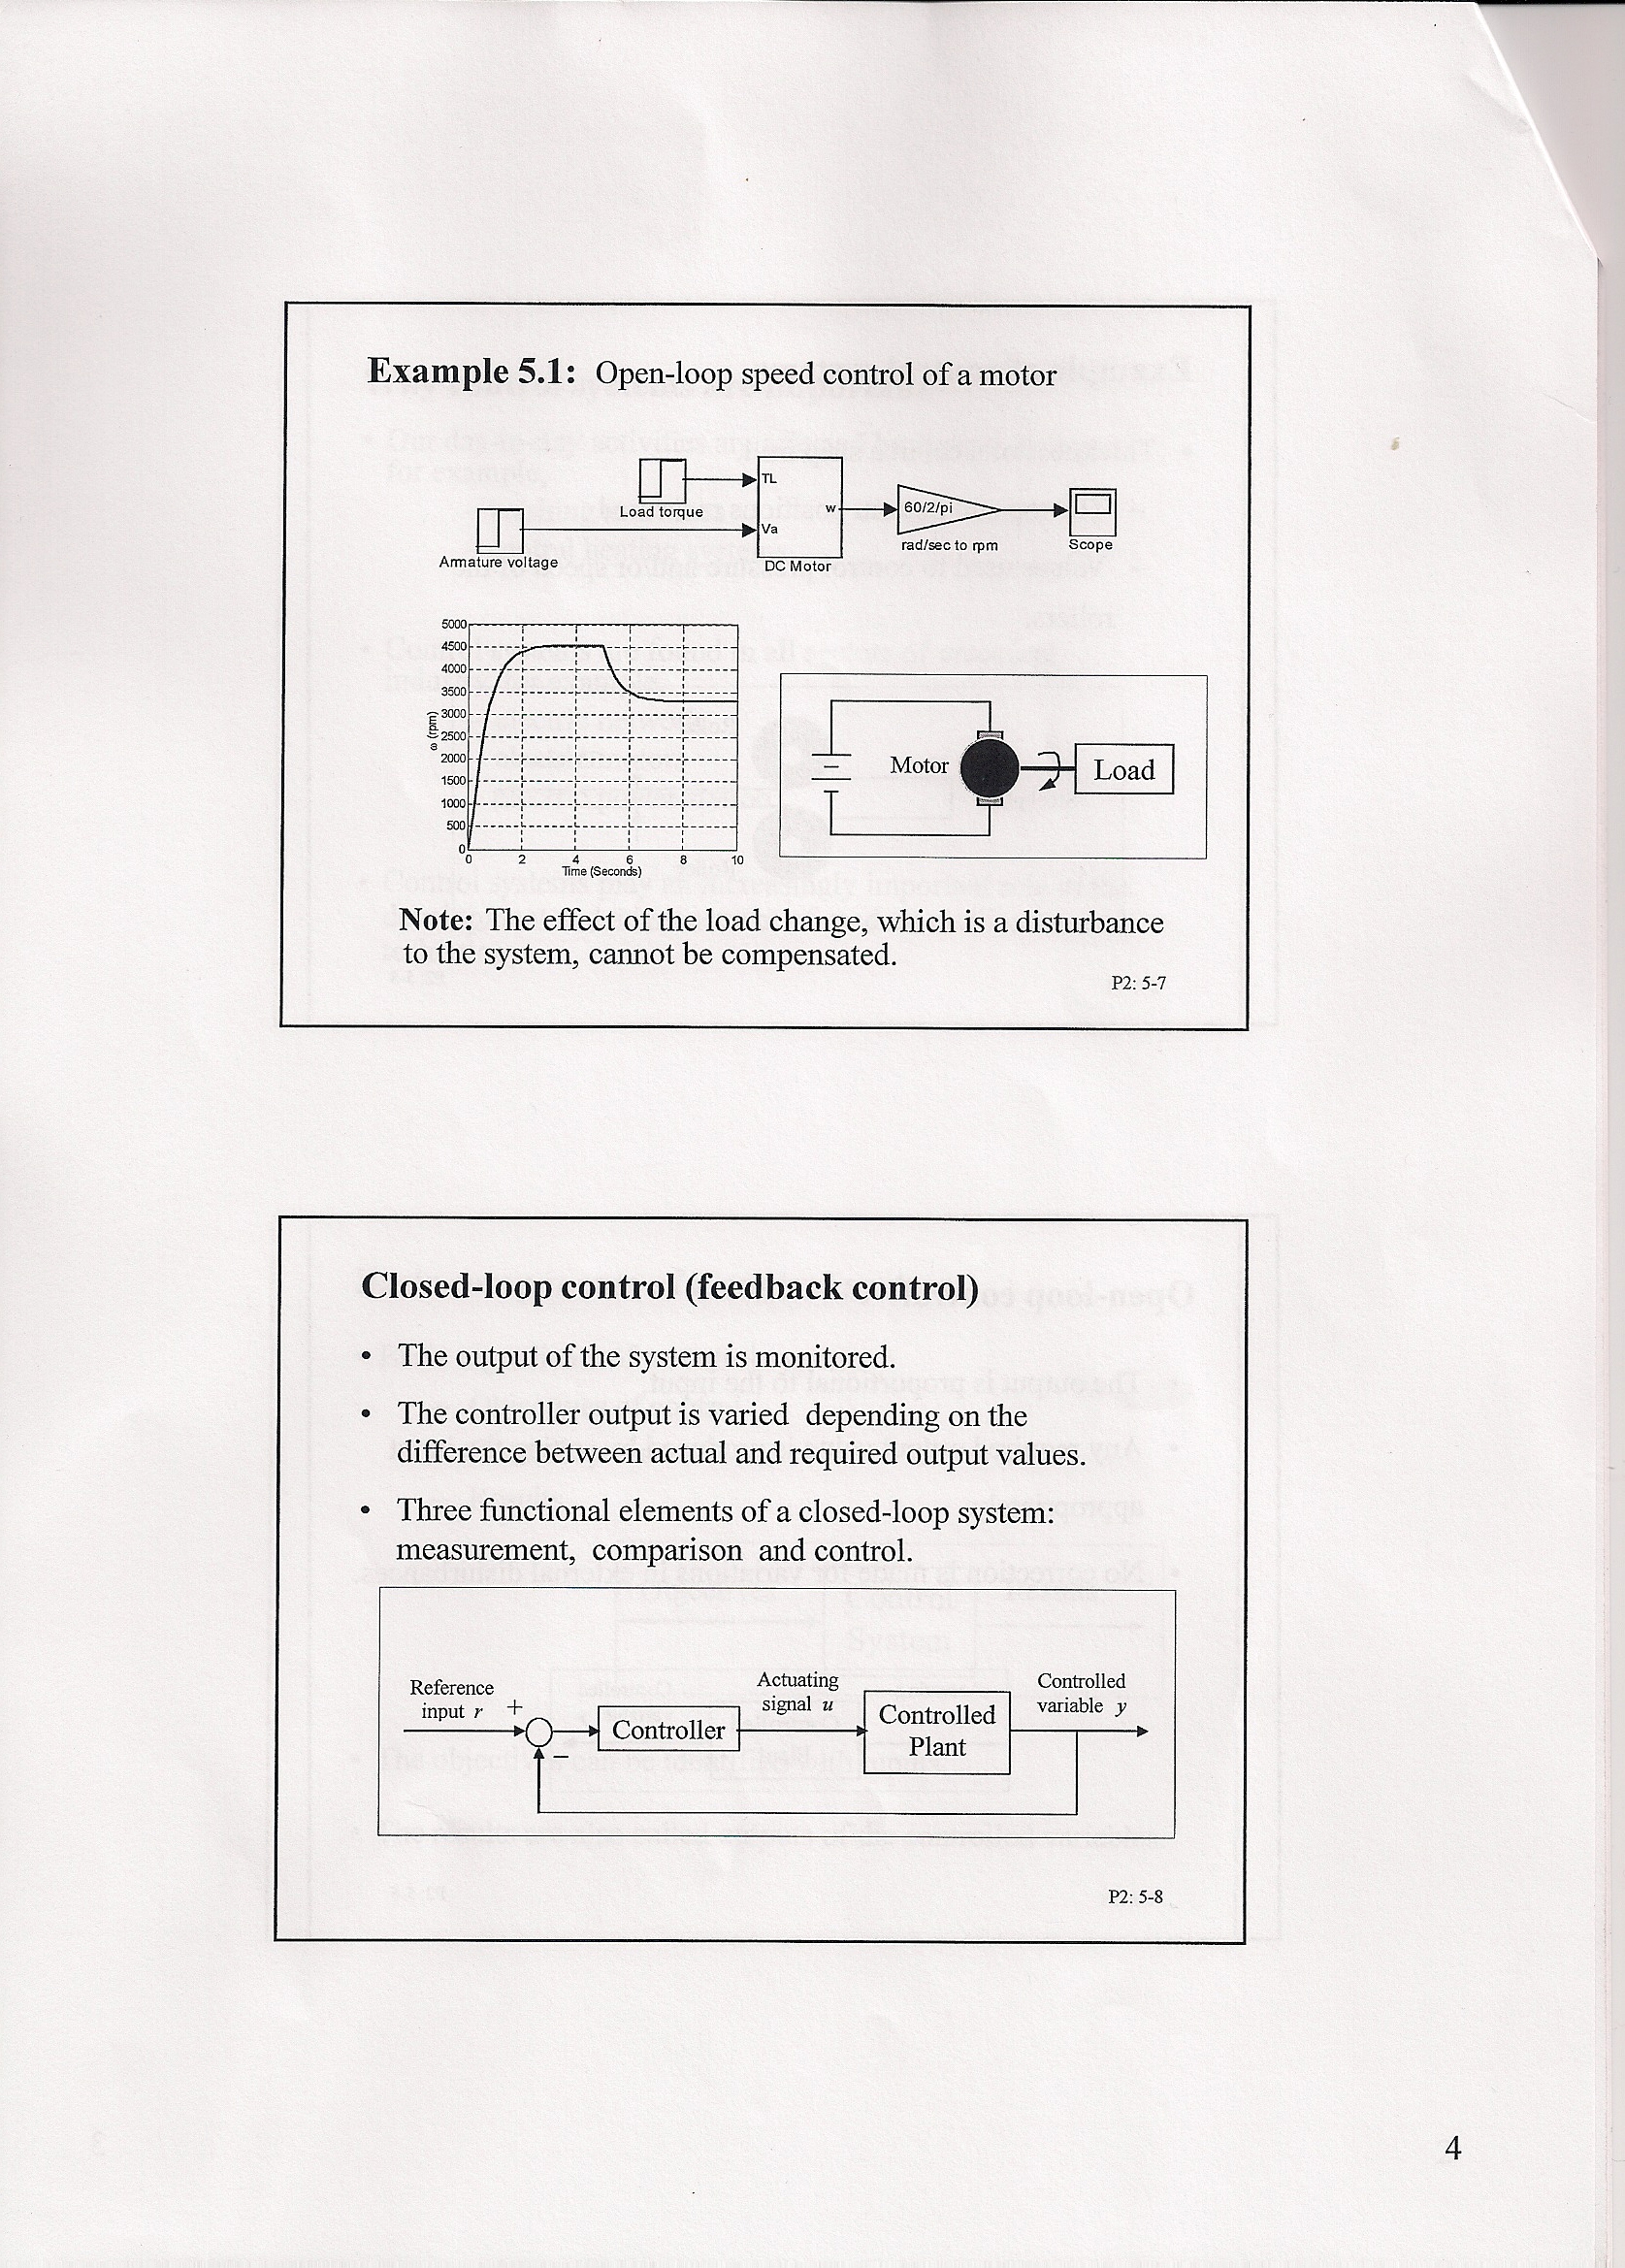 Example 5.1: Open-loop speed control of a motor
TL
Load torque
w
60/2/pi
Va
rad/sec to rpm
Scope
Armature voltage
DC Motor
5000
4500
4000
3500
3000
2500
2000
1500
1000
500
0
ω (rpm)
0 2 4 6 8 10
Time (Seconds)
Motor
Load
Note: The effect of the load change, which is a disturbance
to the system, cannot be compensated.
P2: 5-7
Closed-loop control (feedback control)
• The output of the system is monitored.
• The controller output is varied depending on the
difference between actual and required output values.
• Three functional elements of a closed-loop system:
measurement, comparison and control.
Reference
input r
+
−
Controller
Actuating
signal u
Controlled
Plant
Controlled
variable y
P2: 5-8
4